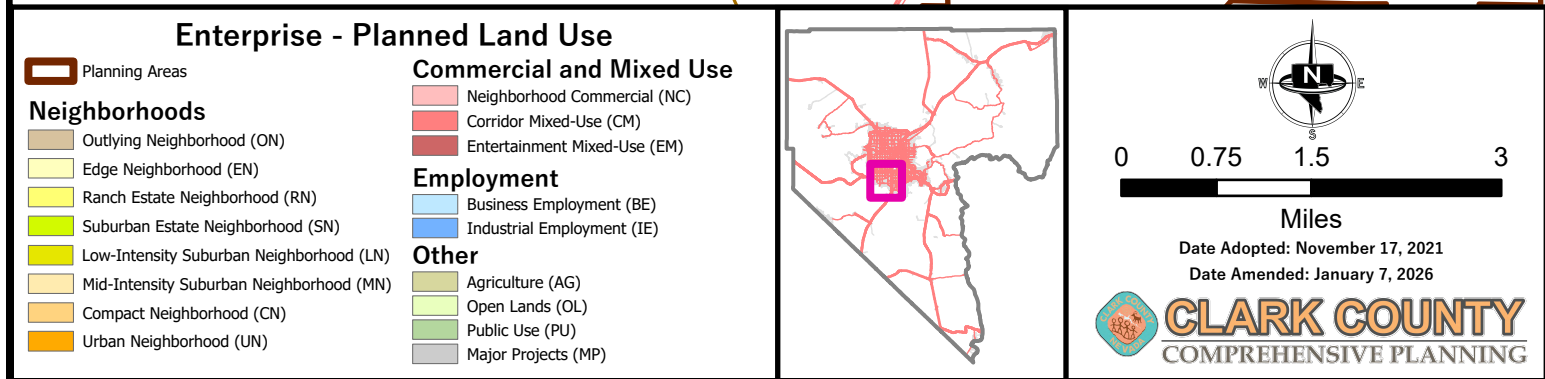 Enterprise - Planned Land Use
Planning Areas
Neighborhoods
Outlying Neighborhood (ON)
Edge Neighborhood (EN)
Ranch Estate Neighborhood (RN)
Suburban Estate Neighborhood (SN)
Low-Intensity Suburban Neighborhood (LN)
Mid-Intensity Suburban Neighborhood (MN)
Compact Neighborhood (CN)
Urban Neighborhood (UN)
Commercial and Mixed Use
Neighborhood Commercial (NC)
Corridor Mixed-Use (CM)
Entertainment Mixed-Use (EM)
Employment
Business Employment (BE)
Industrial Employment (IE)
Other
Agriculture (AG)
Open Lands (OL)
Public Use (PU)
Major Projects (MP)
N
W
E
S
0 0.75 1.5 3
Miles
Date Adopted: November 17, 2021
Date Amended: January 7, 2026
CLARK COUNTY
NEVADA
CLARK COUNTY
COMPREHENSIVE PLANNING